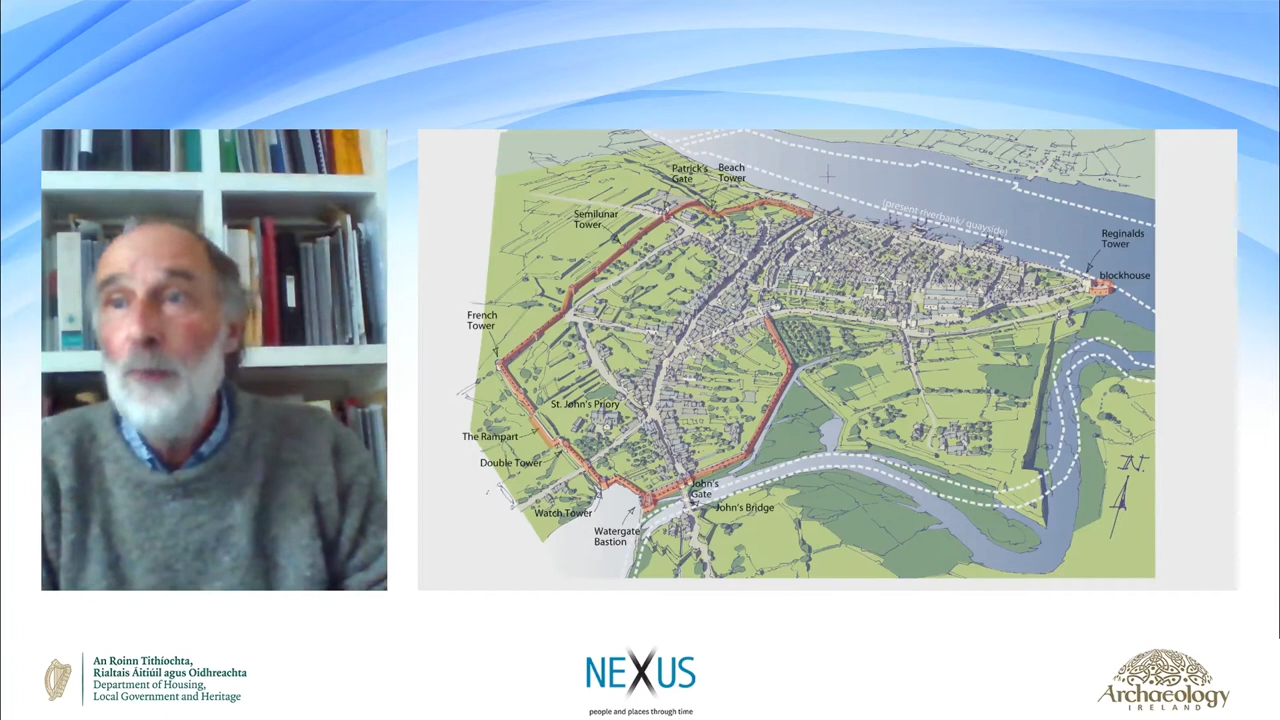 Patrick's
Gate
Beach
Tower
Semilunar
Tower
(present riverbank/ quayside)
Reginalds
Tower
blockhouse
French
Tower
St. John's Priory
The Rampart
Double Tower
Watch Tower
John's
Gate
John's Bridge
Watergate
Bastion
N
An Roinn Tithíochta,
Rialtais Áitiúil agus Oidhreachta
Department of Housing,
Local Government and Heritage
NEXUS
people and places through time
Archaeology
IRELAND